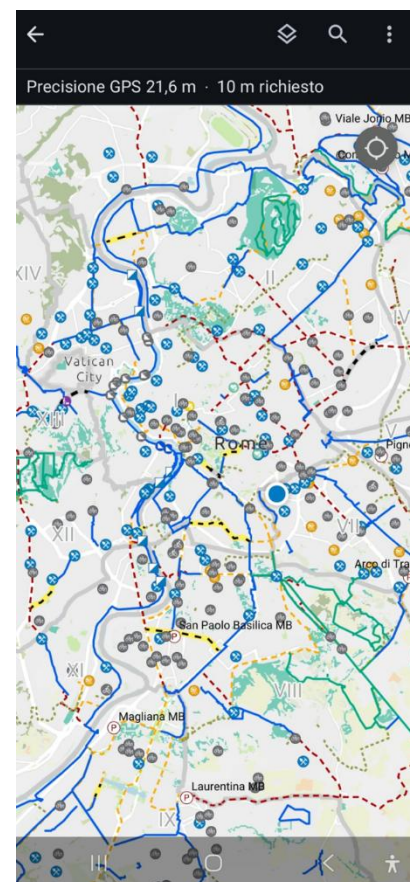 Precisione GPS 21,6 m · 10 m richiesto
Viale Jonio MB
XIV
II
IV
Vatican
City
I
XIII
Rome
V
XII
VII
Arco di Tra
San Paolo Basilica MB
P
XI
VIII
Magliana MB
P
Laurentina MB
P
IX